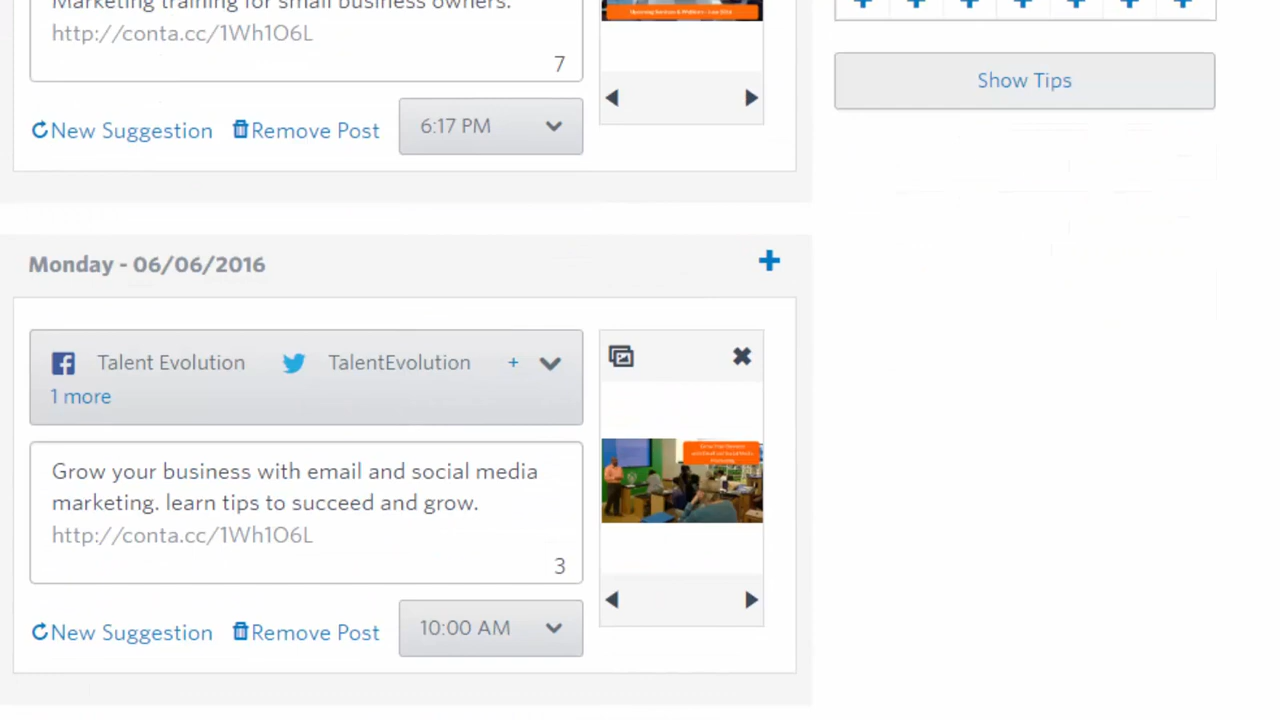 Marketing training for small business owners.
http://conta.cc/1Wh1O6L
7
New Suggestion Remove Post 6:17 PM
Show Tips
Monday - 06/06/2016
Talent Evolution TalentEvolution +
1 more
Grow your business with email and social media
marketing. learn tips to succeed and grow.
http://conta.cc/1Wh1O6L
3
New Suggestion Remove Post 10:00 AM